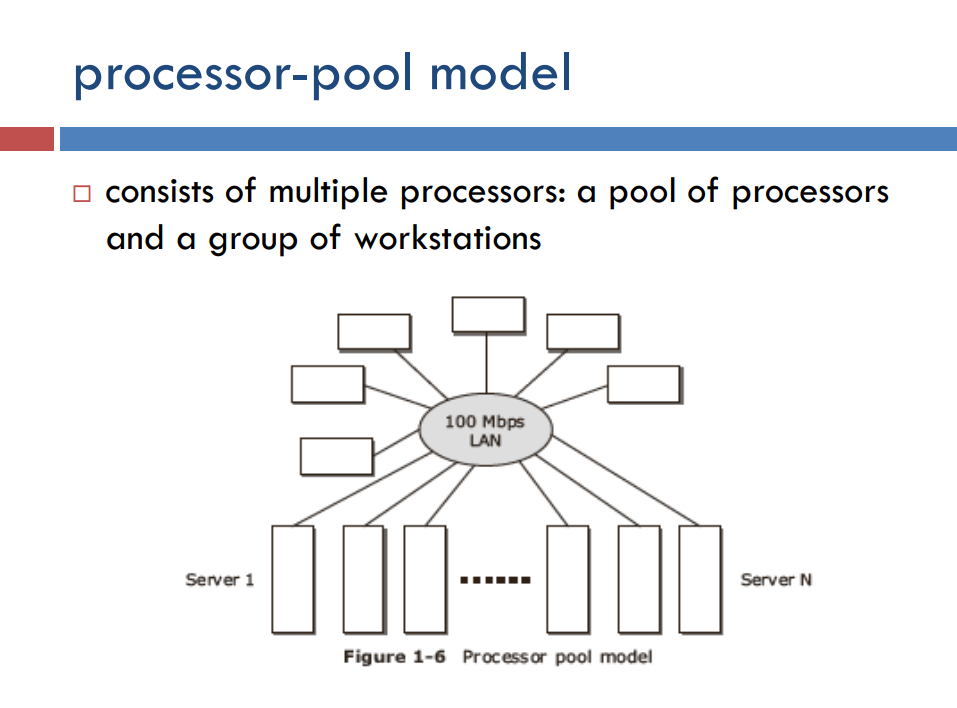 processor-pool model
consists of multiple processors: a pool of processors
and a group of workstations
100 Mbps
LAN
Server 1
Server N
Figure 1-6 Processor pool model